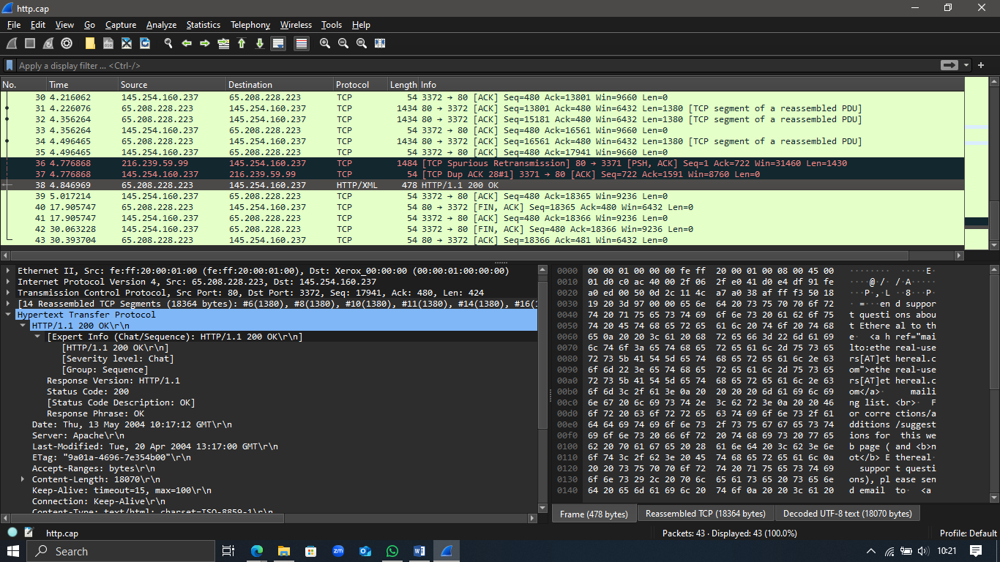 http.cap
File Edit View Go Capture Analyze Statistics Telephony Wireless Tools Help
Apply a display filter ... <Ctrl-/>
No. Time Source Destination Protocol Length Info
30 4.216062 145.254.160.237 65.208.228.223 TCP 54 3372 → 80 [ACK] Seq=480 Ack=13801 Win=9660 Len=0
31 4.226076 65.208.228.223 145.254.160.237 TCP 1434 80 → 3372 [ACK] Seq=13801 Ack=480 Win=6432 Len=1380 [TCP segment of a reassembled PDU]
32 4.356264 65.208.228.223 145.254.160.237 TCP 1434 80 → 3372 [ACK] Seq=15181 Ack=480 Win=6432 Len=1380 [TCP segment of a reassembled PDU]
33 4.356264 145.254.160.237 65.208.228.223 TCP 54 3372 → 80 [ACK] Seq=480 Ack=16561 Win=9660 Len=0
34 4.496465 65.208.228.223 145.254.160.237 TCP 1434 80 → 3372 [ACK] Seq=16561 Ack=480 Win=6432 Len=1380 [TCP segment of a reassembled PDU]
35 4.496465 145.254.160.237 65.208.228.223 TCP 54 3372 → 80 [ACK] Seq=480 Ack=17941 Win=9660 Len=0
36 4.776868 216.239.59.99 145.254.160.237 TCP 1484 [TCP Spurious Retransmission] 80 → 3371 [PSH, ACK] Seq=1 Ack=722 Win=31460 Len=1430
37 4.776868 145.254.160.237 216.239.59.99 TCP 54 [TCP Dup ACK 28#1] 3371 → 80 [ACK] Seq=722 Ack=1591 Win=8760 Len=0
38 4.846969 65.208.228.223 145.254.160.237 HTTP/XML 478 HTTP/1.1 200 OK
39 5.017214 145.254.160.237 65.208.228.223 TCP 54 3372 → 80 [ACK] Seq=480 Ack=18365 Win=9236 Len=0
40 17.905747 65.208.228.223 145.254.160.237 TCP 54 80 → 3372 [FIN, ACK] Seq=18365 Ack=480 Win=6432 Len=0
41 17.905747 145.254.160.237 65.208.228.223 TCP 54 3372 → 80 [ACK] Seq=480 Ack=18366 Win=9236 Len=0
42 30.063228 145.254.160.237 65.208.228.223 TCP 54 3372 → 80 [FIN, ACK] Seq=480 Ack=18366 Win=9236 Len=0
43 30.393704 65.208.228.223 145.254.160.237 TCP 54 80 → 3372 [ACK] Seq=18366 Ack=481 Win=6432 Len=0
Ethernet II, Src: fe:ff:20:00:01:00 (fe:ff:20:00:01:00), Dst: Xerox_00:00:00 (00:00:01:00:00:00)
Internet Protocol Version 4, Src: 65.208.228.223, Dst: 145.254.160.237
Transmission Control Protocol, Src Port: 80, Dst Port: 3372, Seq: 17941, Ack: 480, Len: 424
[14 Reassembled TCP Segments (18364 bytes): #6(1380), #8(1380), #10(1380), #11(1380), #14(1380), #16(1
Hypertext Transfer Protocol
HTTP/1.1 200 OK\r\n
[Expert Info (Chat/Sequence): HTTP/1.1 200 OK\r\n]
[HTTP/1.1 200 OK\r\n]
[Severity level: Chat]
[Group: Sequence]
Response Version: HTTP/1.1
Status Code: 200
[Status Code Description: OK]
Response Phrase: OK
Date: Thu, 13 May 2004 10:17:12 GMT\r\n
Server: Apache\r\n
Last-Modified: Tue, 20 Apr 2004 13:17:00 GMT\r\n
ETag: "9a01a-4696-7e354b00"\r\n
Accept-Ranges: bytes\r\n
Content-Length: 18070\r\n
Keep-Alive: timeout=15, max=100\r\n
Connection: Keep-Alive\r\n
Content-Type: text/html; charset=ISO-8859-1\r\n
0000 00 00 01 00 00 00 fe ff 20 00 01 00 08 00 45 00 ········ ·····E·
0010 01 d0 c0 ac 40 00 2f 06 2f e0 41 d0 e4 df 91 fe ····@·/· /·A·····
0020 a0 ed 00 50 0d 2c 11 4c a7 a0 38 af ff f3 50 18 ···P·,·L ··8···P·
0030 19 20 3d 97 00 00 65 6e 64 20 73 75 70 70 6f 72 · =···en d suppor
0040 74 20 71 75 65 73 74 69 6f 6e 73 20 61 62 6f 75 t questi ons abou
0050 74 20 45 74 68 65 72 65 61 6c 20 74 6f 20 74 68 t Ethere al to th
0060 65 0a 20 20 3c 61 20 68 72 65 66 3d 22 6d 61 69 e· <a h ref="mai
0070 6c 74 6f 3a 65 74 68 65 72 65 61 6c 2d 75 73 65 lto:ethe real-use
0080 72 73 5b 41 54 5d 65 74 68 65 72 65 61 6c 2e 63 rs[AT]et hereal.c
0090 6f 6d 22 3e 65 74 68 65 72 65 61 6c 2d 75 73 65 om">ethe real-use
00a0 72 73 5b 41 54 5d 65 74 68 65 72 65 61 6c 2e 63 rs[AT]et hereal.c
00b0 6f 6d 3c 2f 61 3e 0a 20 20 20 20 6d 61 69 6c 69 om</a>· maili
00c0 6e 67 20 6c 69 73 74 2e 3c 62 72 3e 0a 20 20 46 ng list. <br>· F
00d0 6f 72 20 63 6f 72 72 65 63 74 69 6f 6e 73 2f 61 or corre ctions/a
00e0 64 64 69 74 69 6f 6e 73 2f 73 75 67 67 65 73 74 dditions /suggest
00f0 69 6f 6e 73 20 66 6f 72 20 74 68 69 73 20 77 65 ions for this we
0100 62 20 70 61 67 65 20 28 61 6e 64 20 3c 62 3e 6e b page ( and <b>n
0110 6f 74 3c 2f 62 3e 20 45 74 68 65 72 65 61 6c 0a ot</b> E thereal·
0120 20 20 73 75 70 70 6f 72 74 20 71 75 65 73 74 69 suppor t questi
0130 6f 6e 73 29 2c 20 70 6c 65 61 73 65 20 73 65 6e ons), pl ease sen
0140 64 20 65 6d 61 69 6c 20 74 6f 0a 20 20 3c 61 20 d email to· <a
Frame (478 bytes) Reassembled TCP (18364 bytes) Decoded UTF-8 text (18070 bytes)
http.cap Packets: 43 · Displayed: 43 (100.0%) Profile: Default
Search zm W 10:21